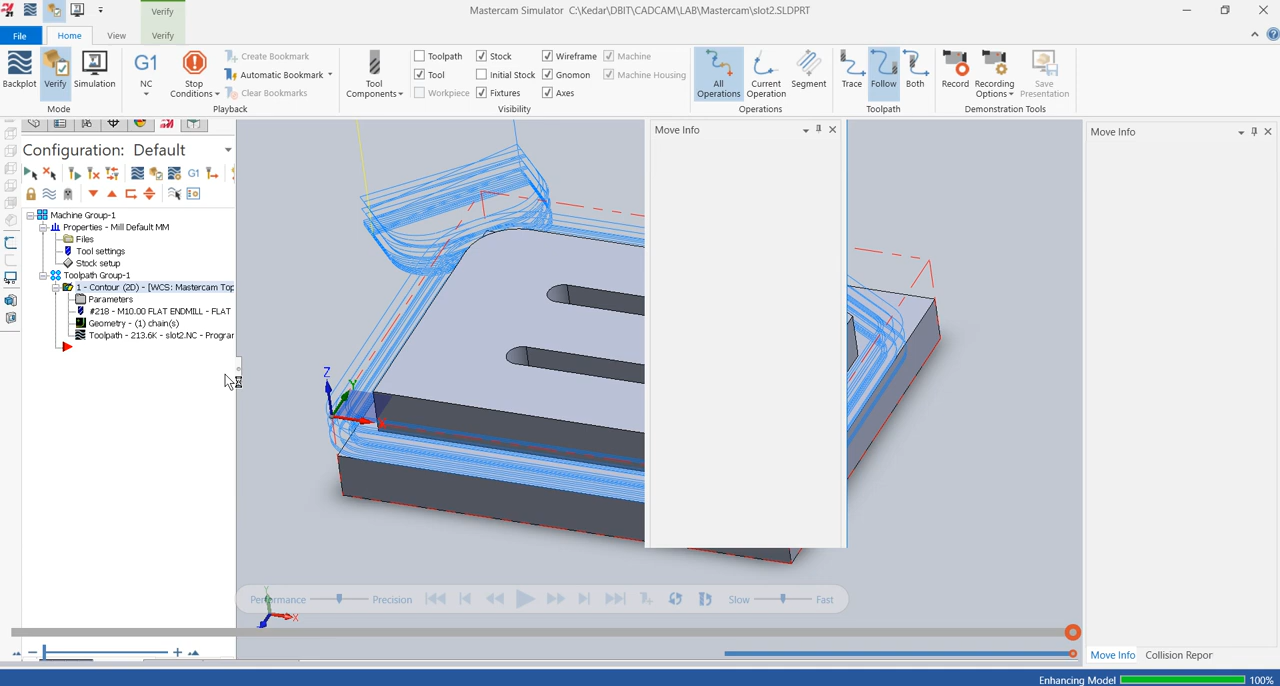 Verify
Mastercam Simulator C:\Kedar\DBIT\CADCAM\LAB\Mastercam\slot2.SLDPRT
File Home View Verify
Backplot Verify Simulation
Mode
G1
NC
Stop
Conditions
Create Bookmark
Automatic Bookmark
Clear Bookmarks
Playback
Tool
Components
Toolpath Stock Wireframe Machine
Tool Initial Stock Gnomon Machine Housing
Workpiece Fixtures Axes
Visibility
All
Operations
Current
Operation
Segment
Operations
Trace Follow Both
Toolpath
Record
Recording
Options
Save
Presentation
Demonstration Tools
Configuration: Default
G1
Machine Group-1
Properties - Mill Default MM
Files
Tool settings
Stock setup
Toolpath Group-1
1 - Contour (2D) - [WCS: Mastercam Top
Parameters
#218 - M10.00 FLAT ENDMILL - FLAT
Geometry - (1) chain(s)
Toolpath - 213.6K - slot2.NC - Prograr
Z
Y
X
Move Info
Move Info
Performance Precision Slow Fast
Y
X
Move Info Collision Repor
Enhancing Model 100%